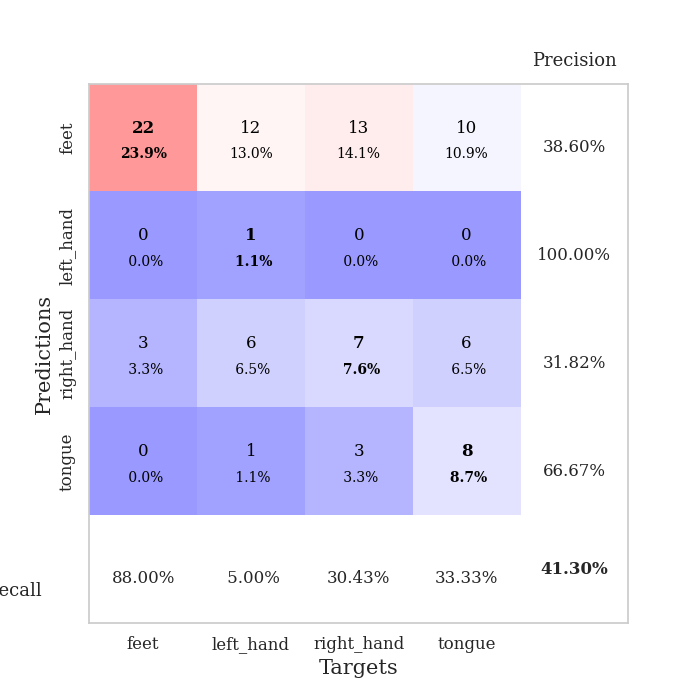 Precision
feet
22 12 13 10
23.9% 13.0% 14.1% 10.9%
38.60%
left_hand
0 1 0 0
0.0% 1.1% 0.0% 0.0%
100.00%
right_hand
3 6 7 6
3.3% 6.5% 7.6% 6.5%
31.82%
tongue
0 1 3 8
0.0% 1.1% 3.3% 8.7%
66.67%
Predictions
ecall
88.00% 5.00% 30.43% 33.33% 41.30%
feet left_hand right_hand tongue
Targets